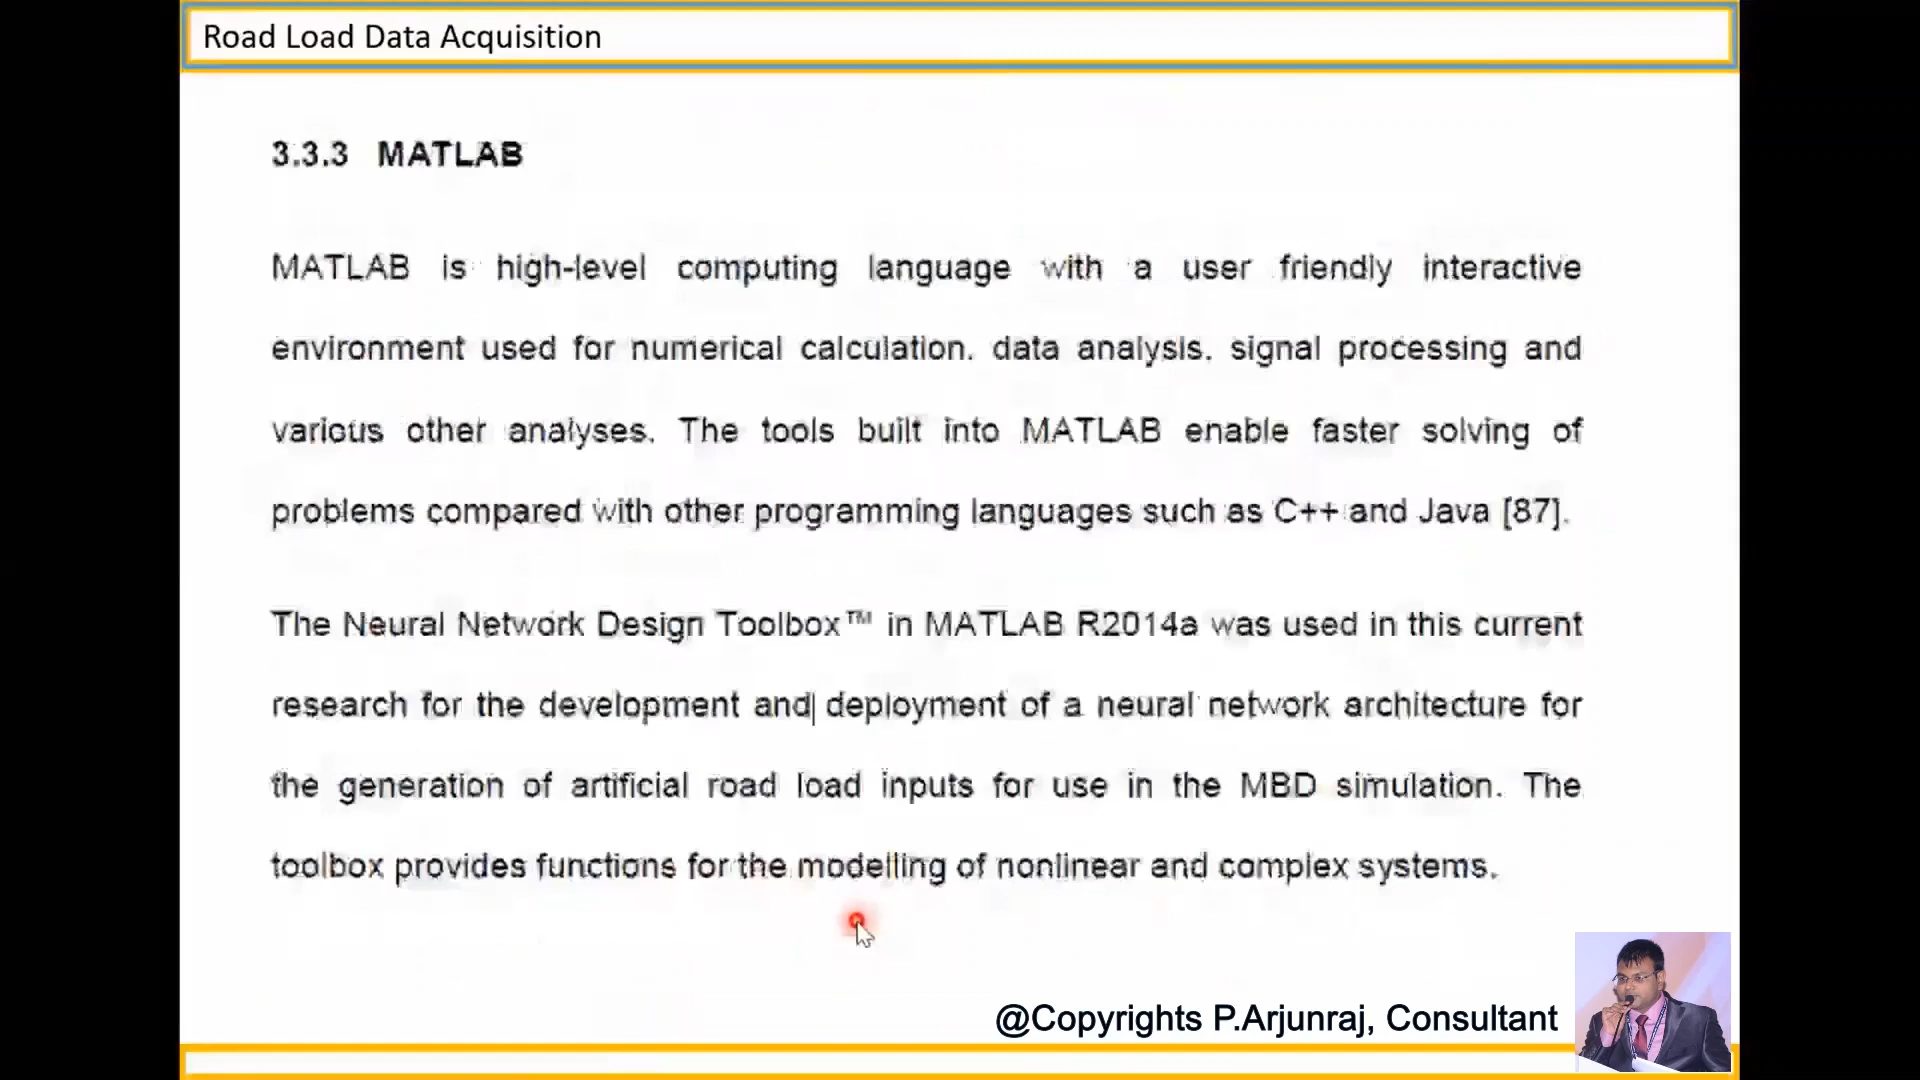 Road Load Data Acquisition
3.3.3 MATLAB
MATLAB is high-level computing language with a user friendly interactive
environment used for numerical calculation. data analysis. signal processing and
various other analyses. The tools built into MATLAB enable faster solving of
problems compared with other programming languages such as C++ and Java [87].
The Neural Network Design Toolbox™ in MATLAB R2014a was used in this current
research for the development and deployment of a neural network architecture for
the generation of artificial road load inputs for use in the MBD simulation. The
toolbox provides functions for the modelling of nonlinear and complex systems.
@Copyrights P.Arjunraj, Consultant